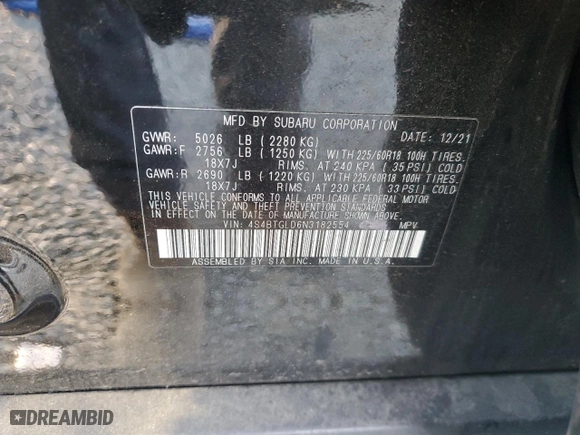 MFD BY SUBARU CORPORATION
GVWR: 5026 LB ( 2280 KG) DATE: 12/21
GAWR:F 2756 LB ( 1250 KG) WITH 225/60R18 100H TIRES.
18X7J RIMS. AT 240 KPA ( 35 PSI) COLD
GAWR:R 2690 LB ( 1220 KG) WITH 225/60R18 100H TIRES.
18X7J RIMS. AT 230 KPA ( 33 PSI) COLD
THIS VEHICLE CONFORMS TO ALL APPLICABLE FEDERAL MOTOR
VEHICLE SAFETY AND THEFT PREVENTION STANDARDS
IN EFFECT ON THE DATE OF MANUFACTURE SHOWN ABOVE.
VIN: 4S4BTGLD6N3182554 MPV
ASSEMBLED BY SIA INC. MADE IN U.S.A.
DREAMBID